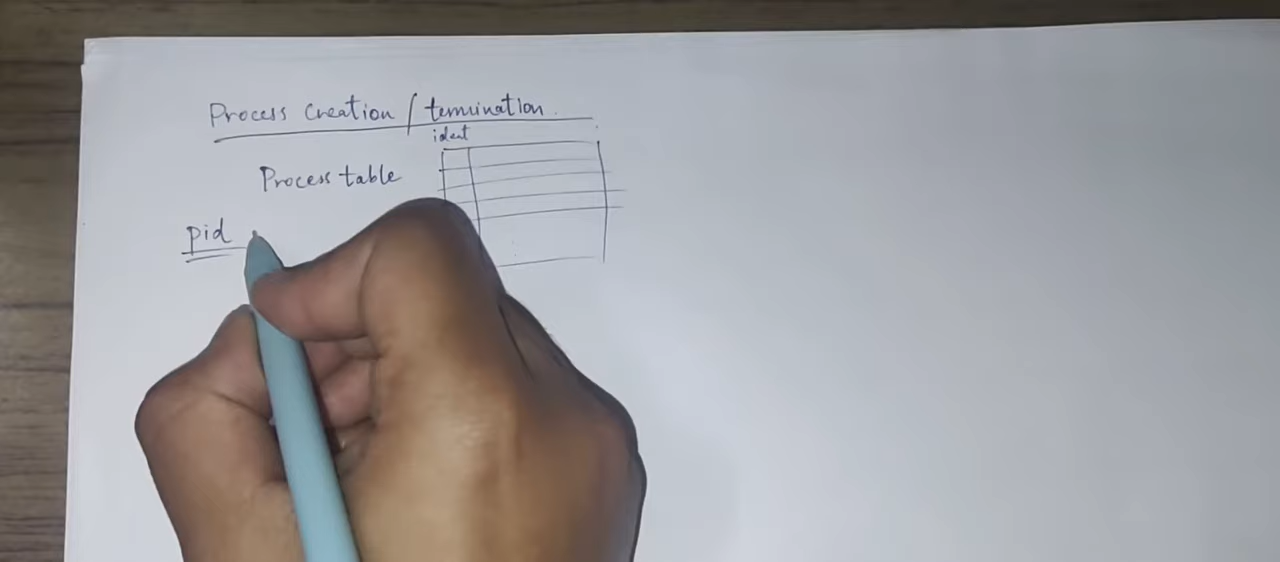 Process Creation / termination
ident
Process table
pid